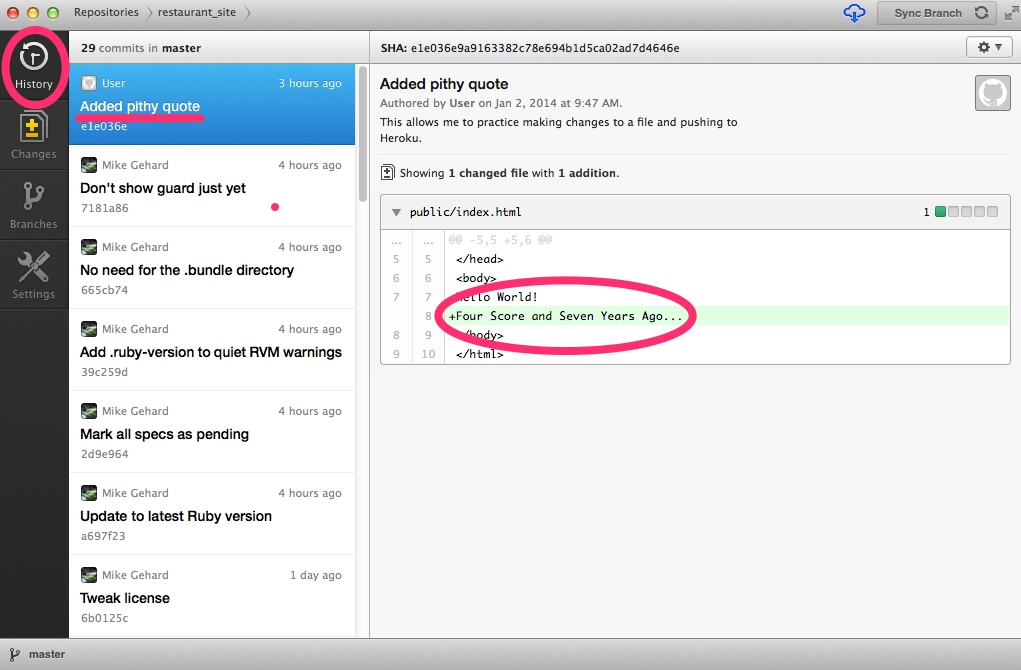 Repositories restaurant_site
Sync Branch
History
Changes
Branches
Settings
29 commits in master
User 3 hours ago
Added pithy quote
e1e036e
Mike Gehard 4 hours ago
Don't show guard just yet
7181a86
Mike Gehard 4 hours ago
No need for the .bundle directory
665cb74
Mike Gehard 4 hours ago
Add .ruby-version to quiet RVM warnings
39c259d
Mike Gehard 4 hours ago
Mark all specs as pending
2d9e964
Mike Gehard 4 hours ago
Update to latest Ruby version
a697f23
Mike Gehard 1 day ago
Tweak license
6b0125c
SHA: e1e036e9a9163382c78e694b1d5ca02ad7d4646e
Added pithy quote
Authored by User on Jan 2, 2014 at 9:47 AM.
This allows me to practice making changes to a file and pushing to
Heroku.
Showing 1 changed file with 1 addition.
public/index.html 1
... ... @@ -5,5 +5,6 @@
5 5 </head>
6 6 <body>
7 7 Hello World!
8 +Four Score and Seven Years Ago...
8 9 </body>
9 10 </html>
master